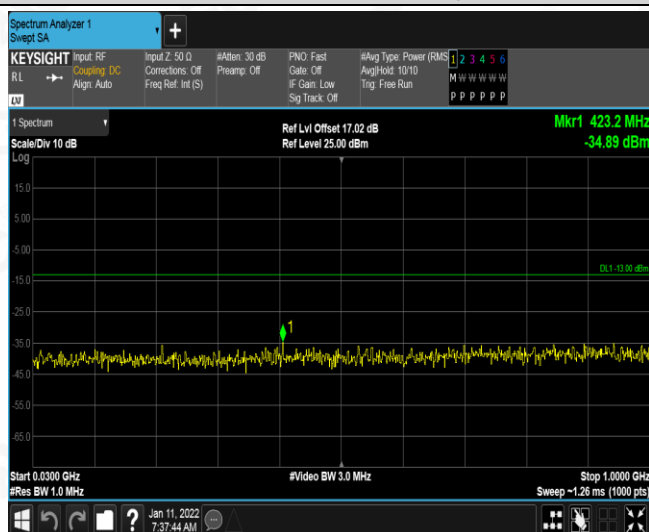 Spectrum Analyzer 1
Swept SA
+
KEYSIGHT
R L
LXI
Input: RF
Coupling: DC
Align: Auto
Input Z: 50 Ω
Corrections: Off
Freq Ref: Int (S)
#Atten: 30 dB
Preamp: Off
PNO: Fast
Gate: Off
IF Gain: Low
Sig Track: Off
#Avg Type: Power (RMS
Avg|Hold: 10/10
Trig: Free Run
1 2 3 4 5 6
M W W W W W
P P P P P P
1 Spectrum
Scale/Div 10 dB
Log
Ref Lvl Offset 17.02 dB
Ref Level 25.00 dBm
Mkr1 423.2 MHz
-34.89 dBm
15.0
5.00
-5.00
-15.0
-25.0
-35.0
-45.0
-55.0
-65.0
DL1 -13.00 dBm
1
Start 0.0300 GHz
#Res BW 1.0 MHz
#Video BW 3.0 MHz
Stop 1.0000 GHz
Sweep ~1.26 ms (1000 pts)
?
Jan 11, 2022
7:37:44 AM